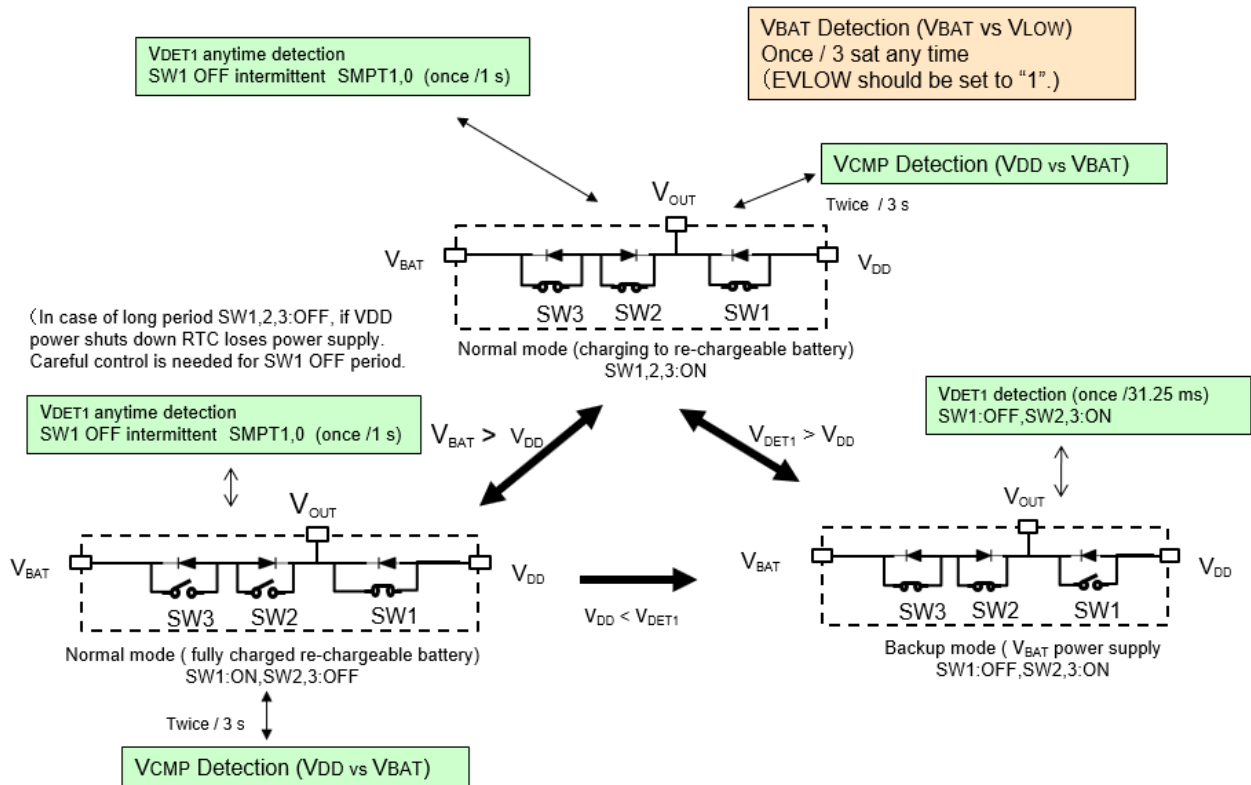 VDET1 anytime detection
SW1 OFF intermittent SMPT1,0 (once /1 s)
VBAT Detection (VBAT vs VLOW)
Once / 3 sat any time
（EVLOW should be set to “1”.)
VCMP Detection (VDD vs VBAT)
Twice / 3 s
VOUT
VBAT
VDD
SW3 SW2 SW1
Normal mode (charging to re-chargeable battery)
SW1,2,3:ON
（In case of long period SW1,2,3:OFF, if VDD
power shuts down RTC loses power supply.
Careful control is needed for SW1 OFF period.
VDET1 anytime detection
SW1 OFF intermittent SMPT1,0 (once /1 s)
VBAT > VDD
VDET1 > VDD
VDET1 detection (once /31.25 ms)
SW1:OFF,SW2,3:ON
VOUT
VBAT
VDD
SW3 SW2 SW1
Normal mode ( fully charged re-chargeable battery)
SW1:ON,SW2,3:OFF
VDD < VDET1
VOUT
VBAT
VDD
SW3 SW2 SW1
Backup mode ( VBAT power supply
SW1:OFF,SW2,3:ON
Twice / 3 s
VCMP Detection (VDD vs VBAT)